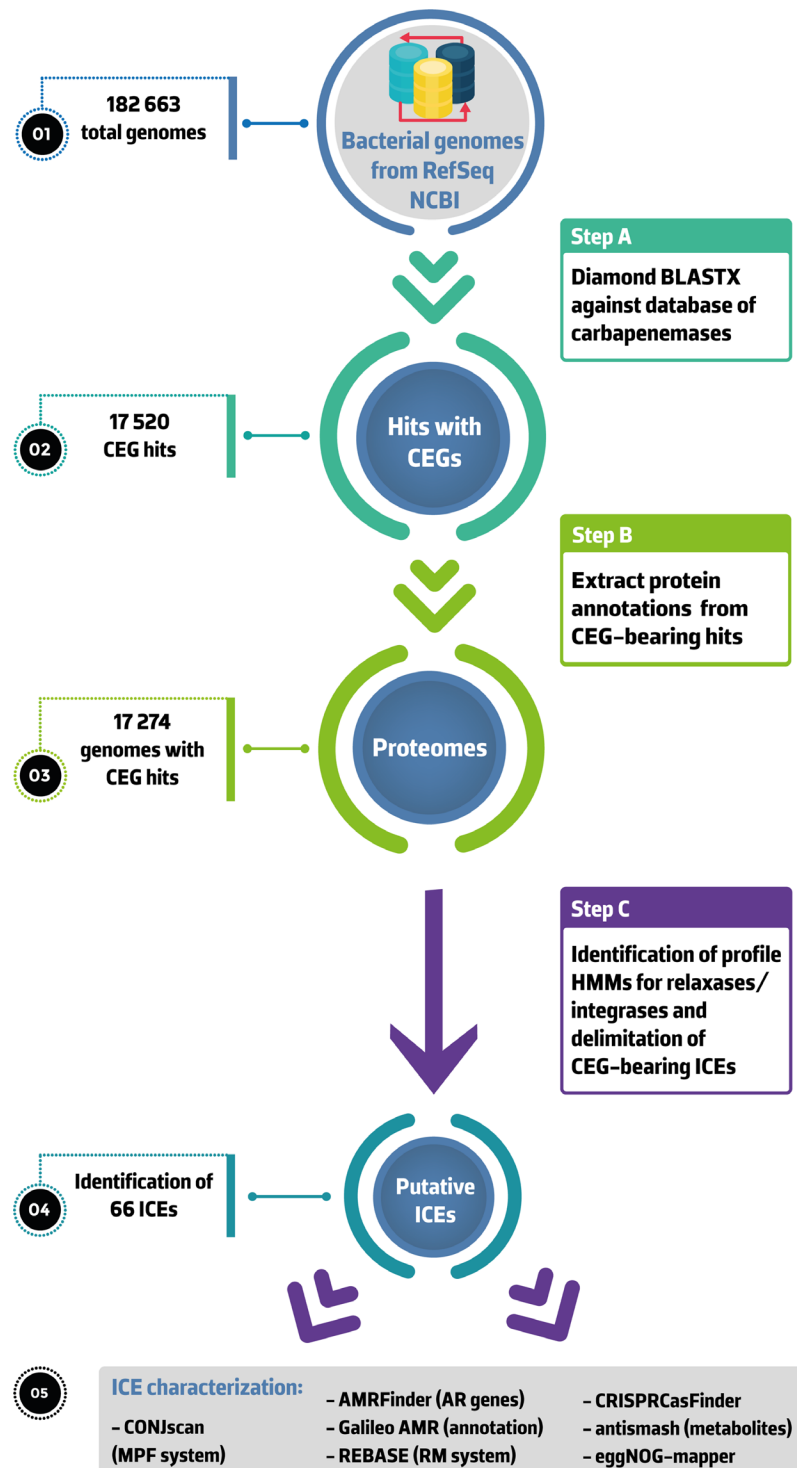 01
182 663
total genomes
Bacterial genomes
from RefSeq
NCBI
Step A
Diamond BLASTX
against database of
carbapenemases
02
17 520
CEG hits
Hits with
CEGs
Step B
Extract protein
annotations from
CEG-bearing hits
03
17 274
genomes with
CEG hits
Proteomes
Step C
Identification of profile
HMMs for relaxases/
integrases and
delimitation of
CEG-bearing ICEs
04
Identification of
66 ICEs
Putative
ICEs
05
ICE characterization:
– CONJscan
(MPF system)
– AMRFinder (AR genes)
– Galileo AMR (annotation)
– REBASE (RM system)
– CRISPRCasFinder
– antismash (metabolites)
– eggNOG-mapper